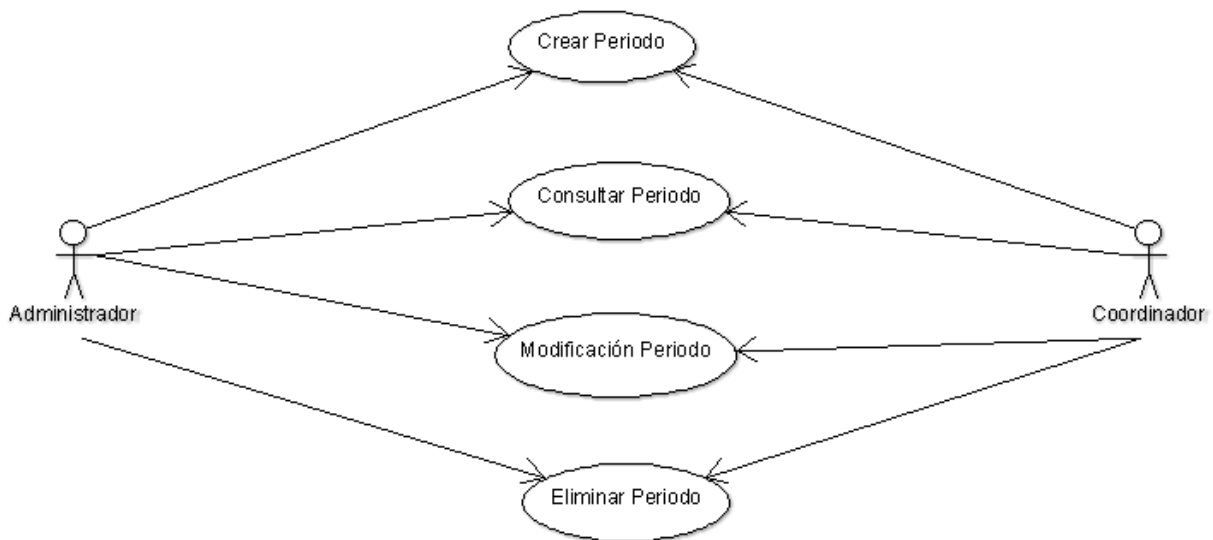 Crear Periodo
Consultar Periodo
Administrador
Coordinador
Modificación Periodo
Eliminar Periodo